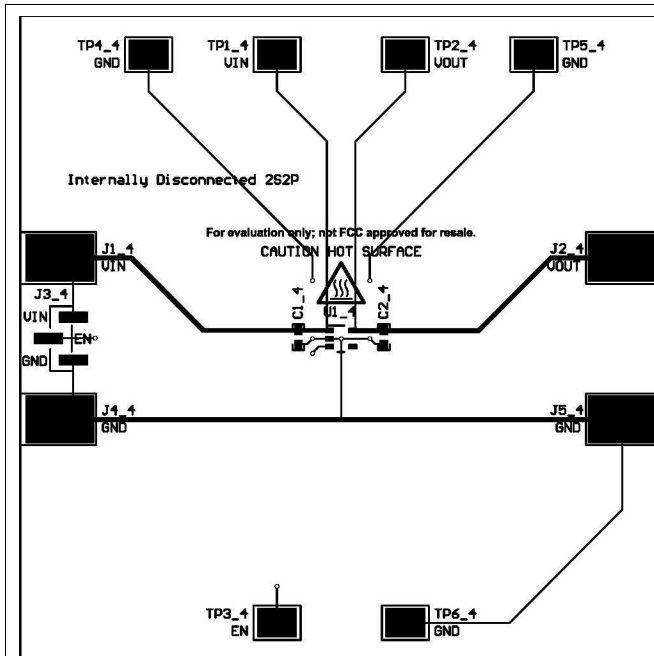 TP4_4
GND
TP1_4
VIN
TP2_4
VOUT
TP5_4
GND
Internally Disconnected 2S2P
For evaluation only; not FCC approved for resale.
CAUTION HOT SURFACE
J1_4
VIN
J2_4
VOUT
J3_4
VIN
EN
GND
C1_4
U1_4
C2_4
J4_4
GND
J5_4
GND
TP3_4
EN
TP6_4
GND